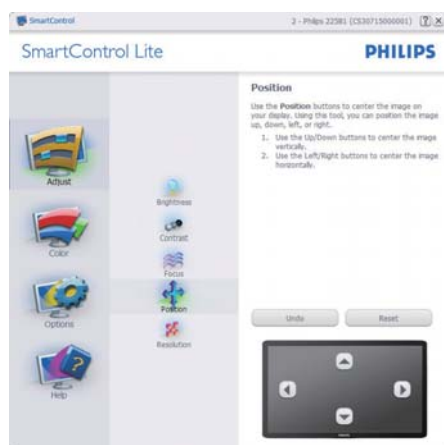 SmartControl
2 - Philips 225B1 (CS30715000001)
SmartControl Lite
PHILIPS
Adjust
Color
Options
Help
Brightness
Contrast
Focus
Position
Resolution
Position
Use the Position buttons to center the image on
your display. Using this tool, you can position the image
up, down, left, or right.
1. Use the Up/Down buttons to center the image
vertically.
2. Use the Left/Right buttons to center the image
horizontally.
Undo
Reset